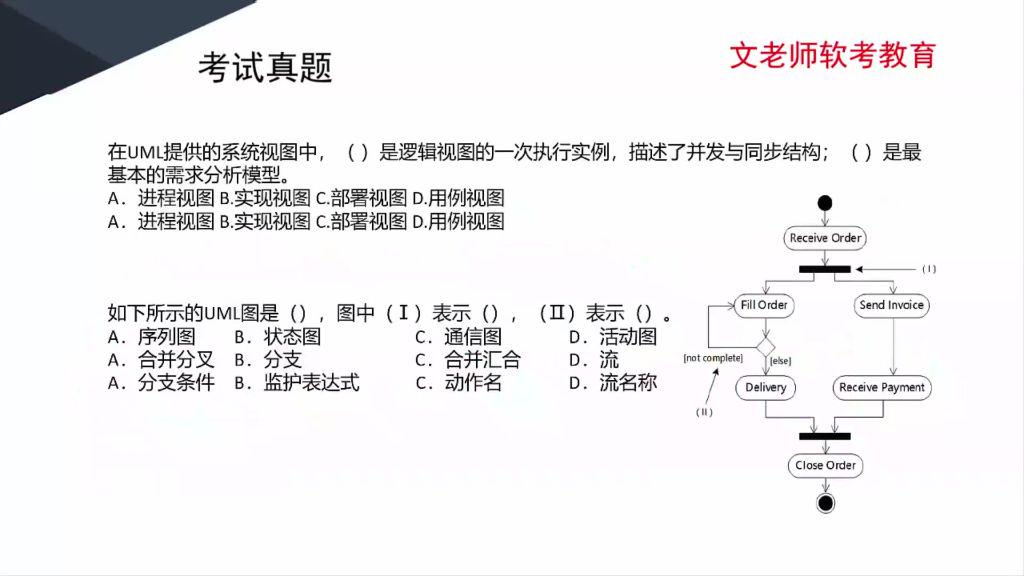 考试真题
文老师软考教育
在UML提供的系统视图中，（ ）是逻辑视图的一次执行实例，描述了并发与同步结构；（ ）是最
基本的需求分析模型。
A．进程视图 B.实现视图 C.部署视图 D.用例视图
A．进程视图 B.实现视图 C.部署视图 D.用例视图
如下所示的UML图是（），图中（Ⅰ）表示（），（Ⅱ）表示（）。
A．序列图 B．状态图 C．通信图 D．活动图
A．合并分叉 B．分支 C．合并汇合 D．流
A．分支条件 B．监护表达式 C．动作名 D．流名称
Receive Order
(I)
Fill Order
Send Invoice
[not complete]
[else]
Delivery
Receive Payment
(II)
Close Order